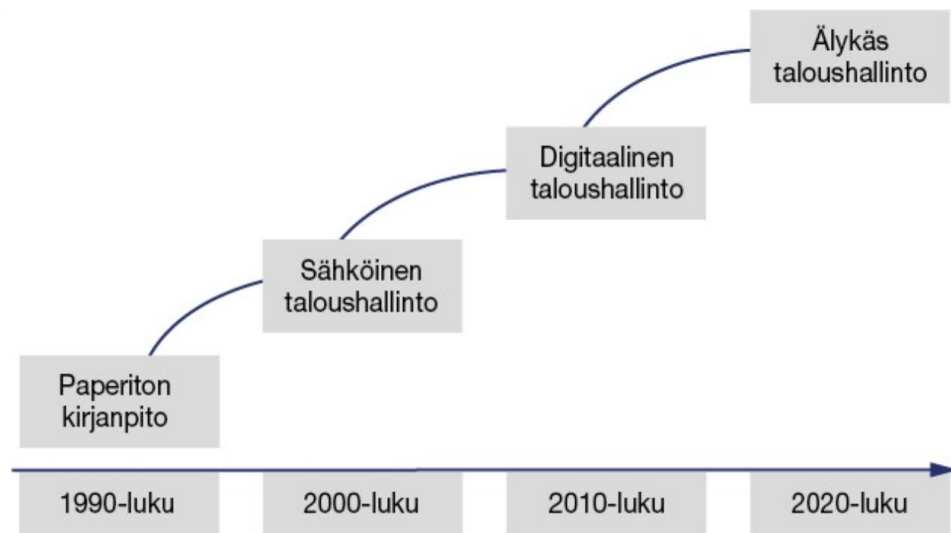 Älykäs
taloushallinto
Digitaalinen
taloushallinto
Sähköinen
taloushallinto
Paperiton
kirjanpito
1990-luku
2000-luku
2010-luku
2020-luku